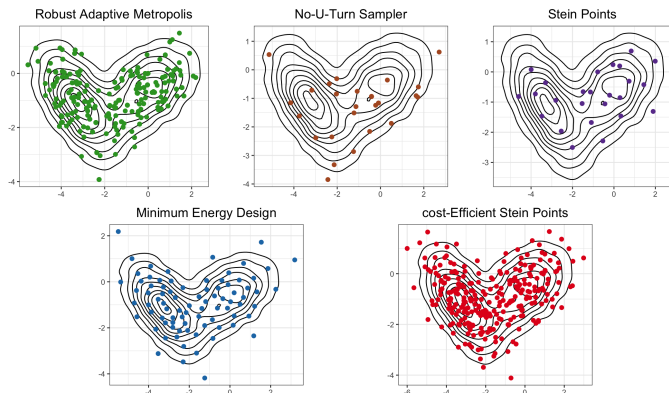 Robust Adaptive Metropolis No-U-Turn Sampler Stein Points
0 -2 -4
-4 -2 0 2
1 0 -1 -2 -3 -4
-4 -2 0 2
1 0 -1 -2 -3
-4 -2 0 2
Minimum Energy Design cost-Efficient Stein Points
2 0 -2 -4
-4 -2 0 2
0 -2 -4
-6 -4 -2 0 2